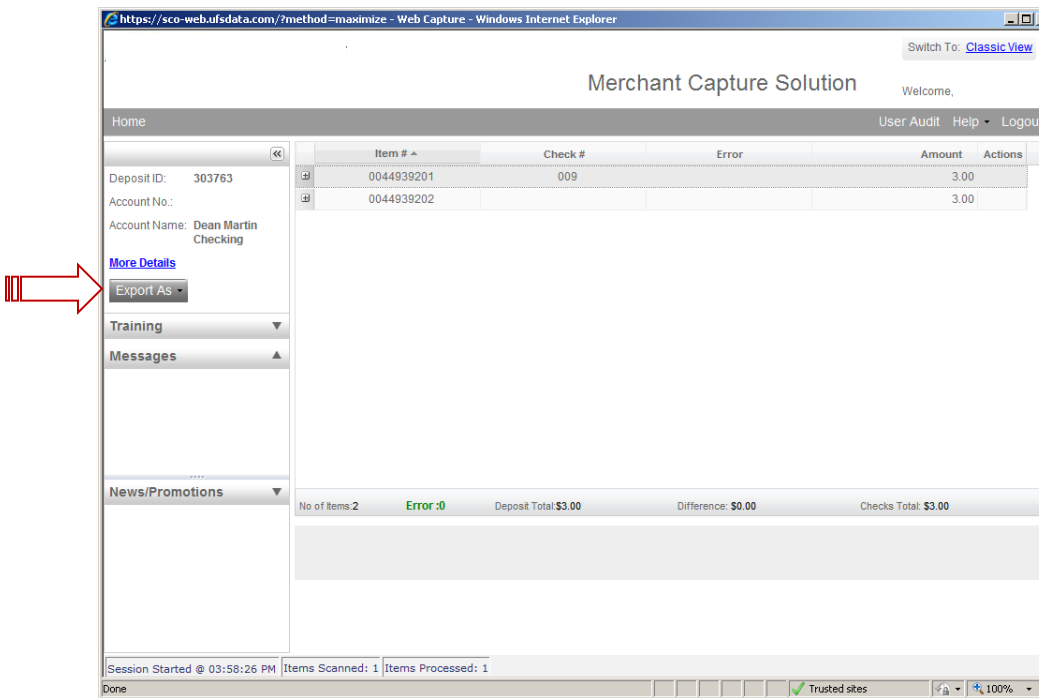 https://sco-web.ufsdata.com/?method=maximize - Web Capture - Windows Internet Explorer
Switch To: Classic View
Merchant Capture Solution
Welcome,
Home
User Audit Help Logou
Item # Check # Error Amount Actions
Deposit ID: 303763
0044939201 009 3.00
Account No.:
0044939202 3.00
Account Name: Dean Martin
Checking
More Details
Export As
Training
Messages
News/Promotions
No of Items:2 Error :0 Deposit Total:$3.00 Difference: $0.00 Checks Total: $3.00
Session Started @ 03:58:26 PM Items Scanned: 1 Items Processed: 1
Done Trusted sites 100%